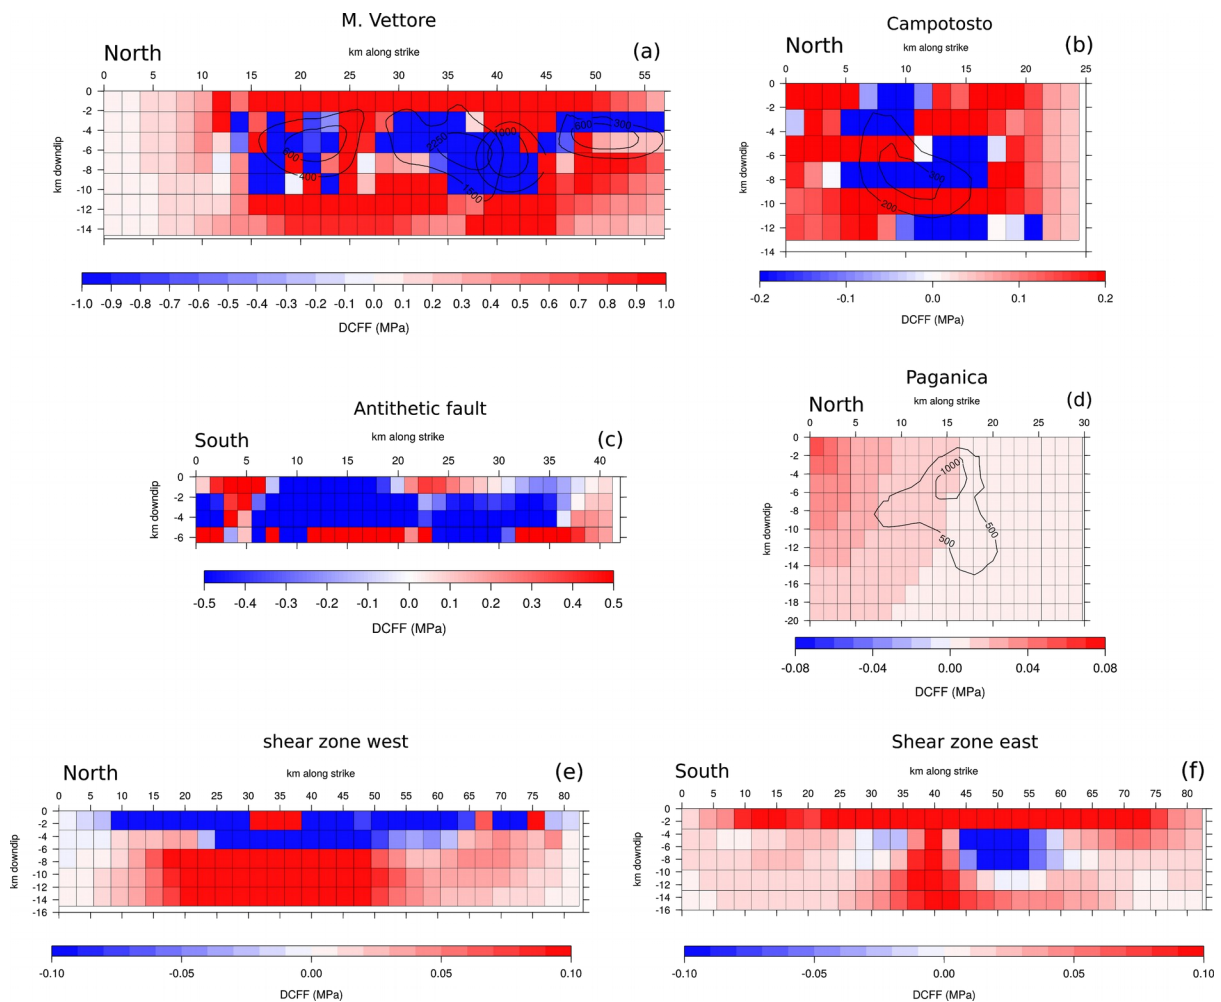 M. Vettore
North
km along strike
(a)
0 5 10 15 20 25 30 35 40 45 50 55
km downdip
0
-2
-4
-6
-8
-10
-12
-14
800
400
2250
1000
1500
600
300
-1.0 -0.9 -0.8 -0.7 -0.6 -0.5 -0.4 -0.3 -0.2 -0.1 0.0 0.1 0.2 0.3 0.4 0.5 0.6 0.7 0.8 0.9 1.0
DCFF (MPa)
Campotosto
North
km along strike
(b)
0 5 10 15 20 25
km downdip
0
-2
-4
-6
-8
-10
-12
-14
300
200
-0.2 -0.1 0.0 0.1 0.2
DCFF (MPa)
Antithetic fault
South
km along strike
(c)
0 5 10 15 20 25 30 35 40
km downdip
0
-2
-4
-6
-0.5 -0.4 -0.3 -0.2 -0.1 0.0 0.1 0.2 0.3 0.4 0.5
DCFF (MPa)
Paganica
North
km along strike
(d)
0 5 10 15 20 25 30
km downdip
0
-2
-4
-6
-8
-10
-12
-14
-16
-18
-20
1000
500
500
-0.08 -0.04 0.00 0.04 0.08
DCFF (MPa)
shear zone west
North
km along strike
(e)
0 5 10 15 20 25 30 35 40 45 50 55 60 65 70 75 80
km downdip
0
-2
-4
-6
-8
-10
-12
-14
-16
-0.10 -0.05 0.00 0.05 0.10
DCFF (MPa)
Shear zone east
South
km along strike
(f)
0 5 10 15 20 25 30 35 40 45 50 55 60 65 70 75 80
km downdip
0
-2
-4
-6
-8
-10
-12
-14
-16
-0.10 -0.05 0.00 0.05 0.10
DCFF (MPa)